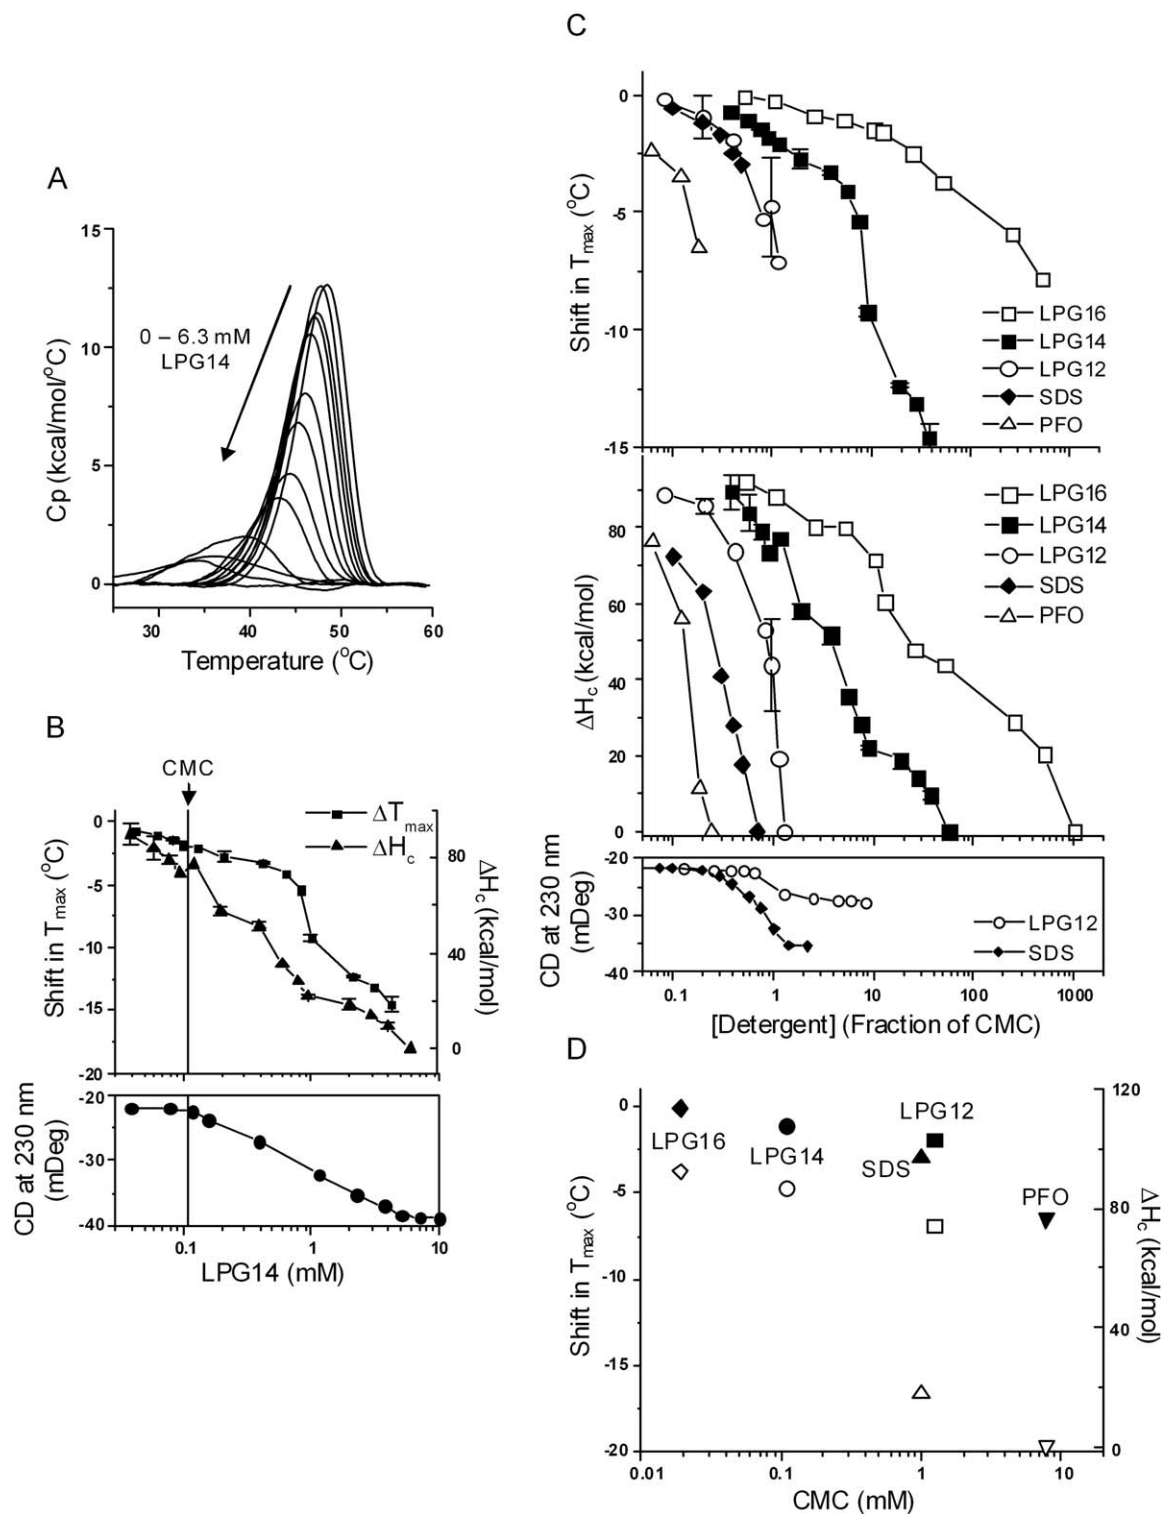 A
15
10
5
0
Cp (kcal/mol/°C)
0 – 6.3 mM
LPG14
30 40 50 60
Temperature (°C)
B
CMC
0
-5
-10
-15
-20
Shift in Tmax (°C)
ΔTmax
ΔHc
80
40
0
ΔHc (kcal/mol)
-20
-30
-40
CD at 230 nm
(mDeg)
0.1 1 10
LPG14 (mM)
C
0
-5
-10
-15
Shift in Tmax (°C)
LPG16
LPG14
LPG12
SDS
PFO
80
60
40
20
0
ΔHc (kcal/mol)
LPG16
LPG14
LPG12
SDS
PFO
-20
-30
-40
CD at 230 nm
(mDeg)
LPG12
SDS
0.1 1 10 100 1000
[Detergent] (Fraction of CMC)
D
0
-5
-10
-15
-20
Shift in Tmax (°C)
LPG16
LPG14
LPG12
SDS
PFO
120
80
40
0
ΔHc (kcal/mol)
0.01 0.1 1 10
CMC (mM)